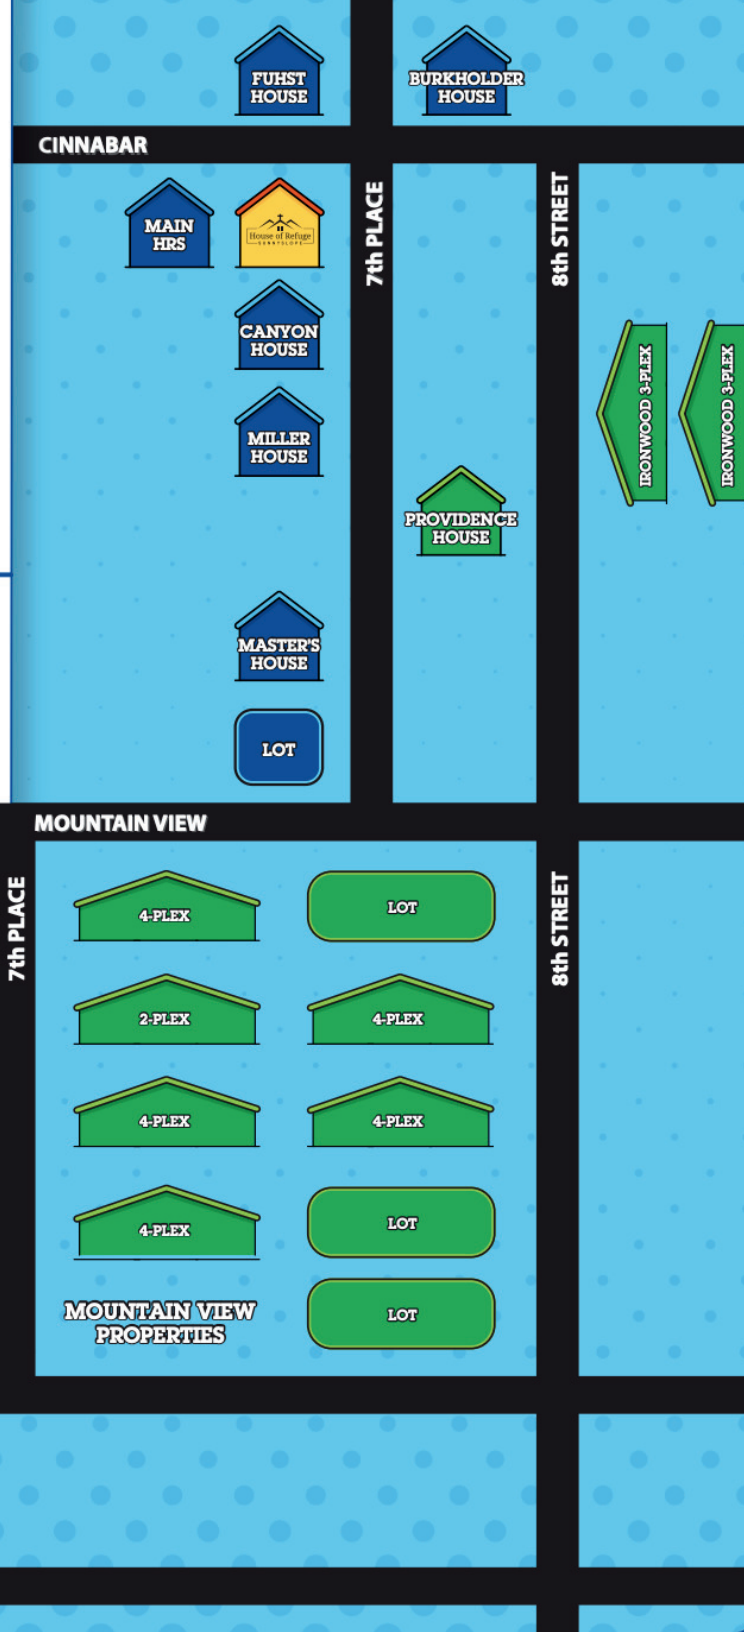 FUHST
HOUSE
BURKHOLDER
HOUSE
CINNABAR
MAIN
HRS
House of Refuge
SUNNYSLOPE
7th PLACE
8th STREET
CANYON
HOUSE
IRONWOOD 3-PLEX
IRONWOOD 3-PLEX
MILLER
HOUSE
PROVIDENCE
HOUSE
MASTER'S
HOUSE
LOT
MOUNTAIN VIEW
7th PLACE
8th STREET
4-PLEX
LOT
2-PLEX
4-PLEX
4-PLEX
4-PLEX
4-PLEX
LOT
MOUNTAIN VIEW
PROPERTIES
LOT